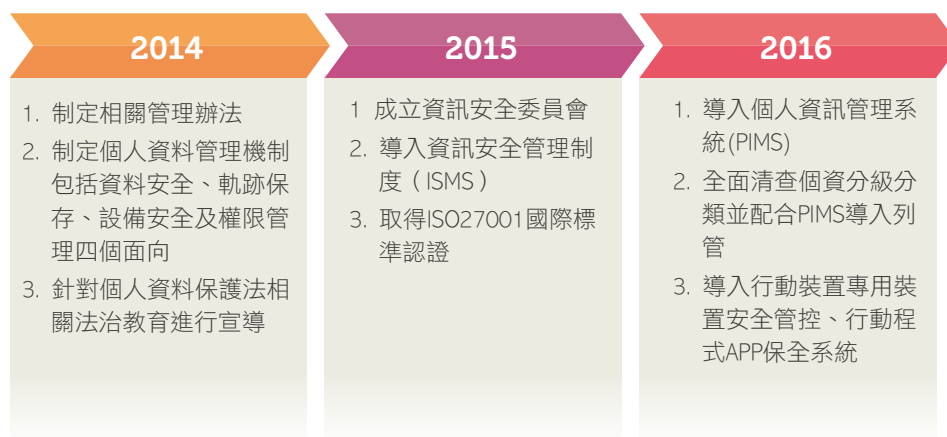 2014
1. 制定相關管理辦法
2. 制定個人資料管理機制
包括資料安全、軌跡保
存、設備安全及權限管
理四個面向
3. 針對個人資料保護法相
關法治教育進行宣導
2015
1 成立資訊安全委員會
2. 導入資訊安全管理制
度（ISMS）
3. 取得ISO27001國際標
準認證
2016
1. 導入個人資訊管理系
統(PIMS)
2. 全面清查個資分級分
類並配合PIMS導入列
管
3. 導入行動裝置專用裝
置安全管控、行動程
式APP保全系統